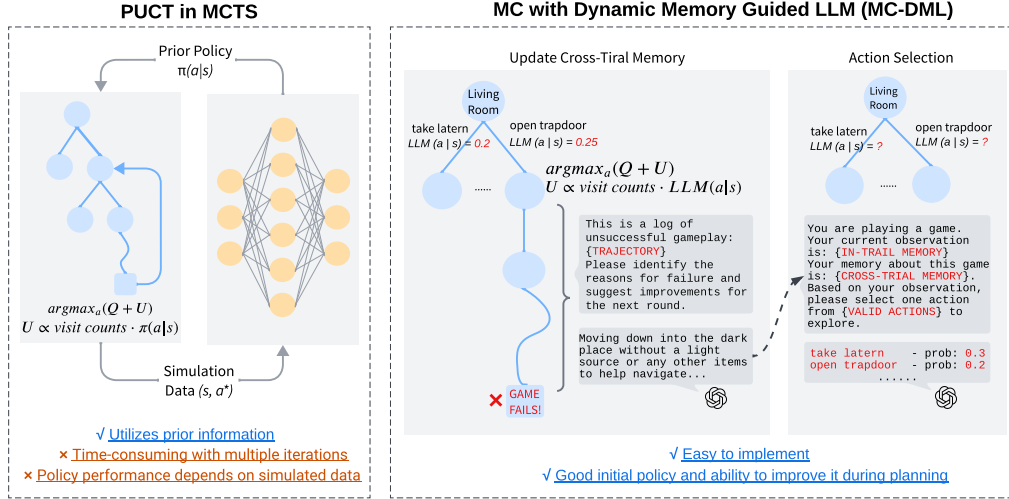 PUCT in MCTS
Prior Policy
π(a|s)
argmaxₐ(Q + U)
U ∝ visit counts · π(a|s)
Simulation
Data (s, a*)
√ Utilizes prior information
× Time-consuming with multiple iterations
× Policy performance depends on simulated data
MC with Dynamic Memory Guided LLM (MC-DML)
Update Cross-Tiral Memory
Living
Room
take latern
LLM (a | s) = 0.2
open trapdoor
LLM (a | s) = 0.25
argmaxₐ(Q + U)
U ∝ visit counts · LLM(a|s)
......
This is a log of
unsuccessful gameplay:
{TRAJECTORY}
Please identify the
reasons for failure and
suggest improvements for
the next round.
Moving down into the dark
place without a light
source or any other items
to help navigate...
GAME
FAILS!
Action Selection
Living
Room
take latern
LLM (a | s) = ?
open trapdoor
LLM (a | s) = ?
......
You are playing a game.
Your current observation
is: {IN-TRAIL MEMORY}
Your memory about this game
is: {CROSS-TRIAL MEMORY}.
Based on your observation,
please select one action
from {VALID ACTIONS} to
explore.
take latern - prob: 0.3
open trapdoor - prob: 0.2
......
√ Easy to implement
√ Good initial policy and ability to improve it during planning